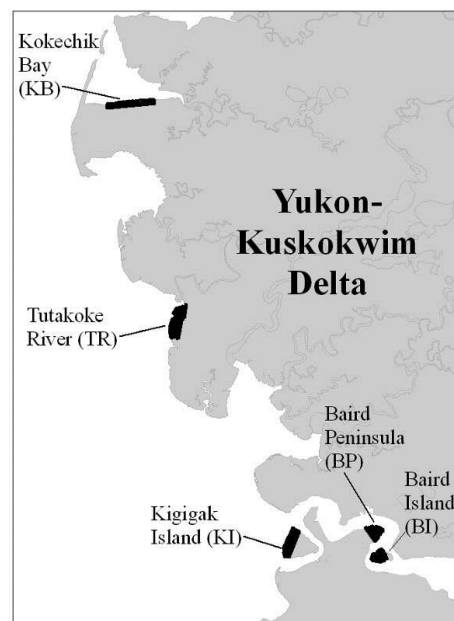 Kokechik
Bay
(KB)
Yukon-
Kuskokwim
Delta
Tutakoke
River (TR)
Baird
Peninsula
(BP)
Baird
Island
(BI)
Kigigak
Island (KI)